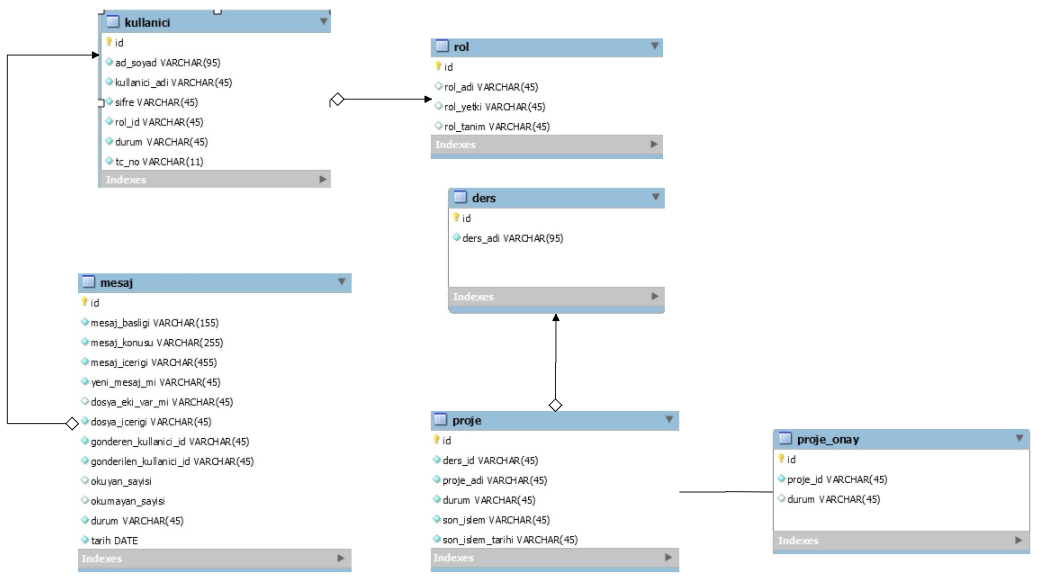 kullanici
id
ad_soyad VARCHAR(95)
kullanici_adi VARCHAR(45)
sifre VARCHAR(45)
rol_id VARCHAR(45)
durum VARCHAR(45)
tc_no VARCHAR(11)
Indexes
rol
id
rol_adi VARCHAR(45)
rol_yetki VARCHAR(45)
rol_tanim VARCHAR(45)
Indexes
ders
id
ders_adi VARCHAR(95)
Indexes
mesaj
id
mesaj_basligi VARCHAR(155)
mesaj_konusu VARCHAR(255)
mesaj_icerigi VARCHAR(455)
yeni_mesaj_mi VARCHAR(45)
dosya_eki_var_mi VARCHAR(45)
dosya_icerigi VARCHAR(45)
gonderen_kullanici_id VARCHAR(45)
gonderilen_kullanici_id VARCHAR(45)
okuyan_sayisi
okumayan_sayisi
durum VARCHAR(45)
tarih DATE
Indexes
proje
id
ders_id VARCHAR(45)
proje_adi VARCHAR(45)
durum VARCHAR(45)
son_islem VARCHAR(45)
son_islem_tarihi VARCHAR(45)
Indexes
proje_onay
id
proje_id VARCHAR(45)
durum VARCHAR(45)
Indexes